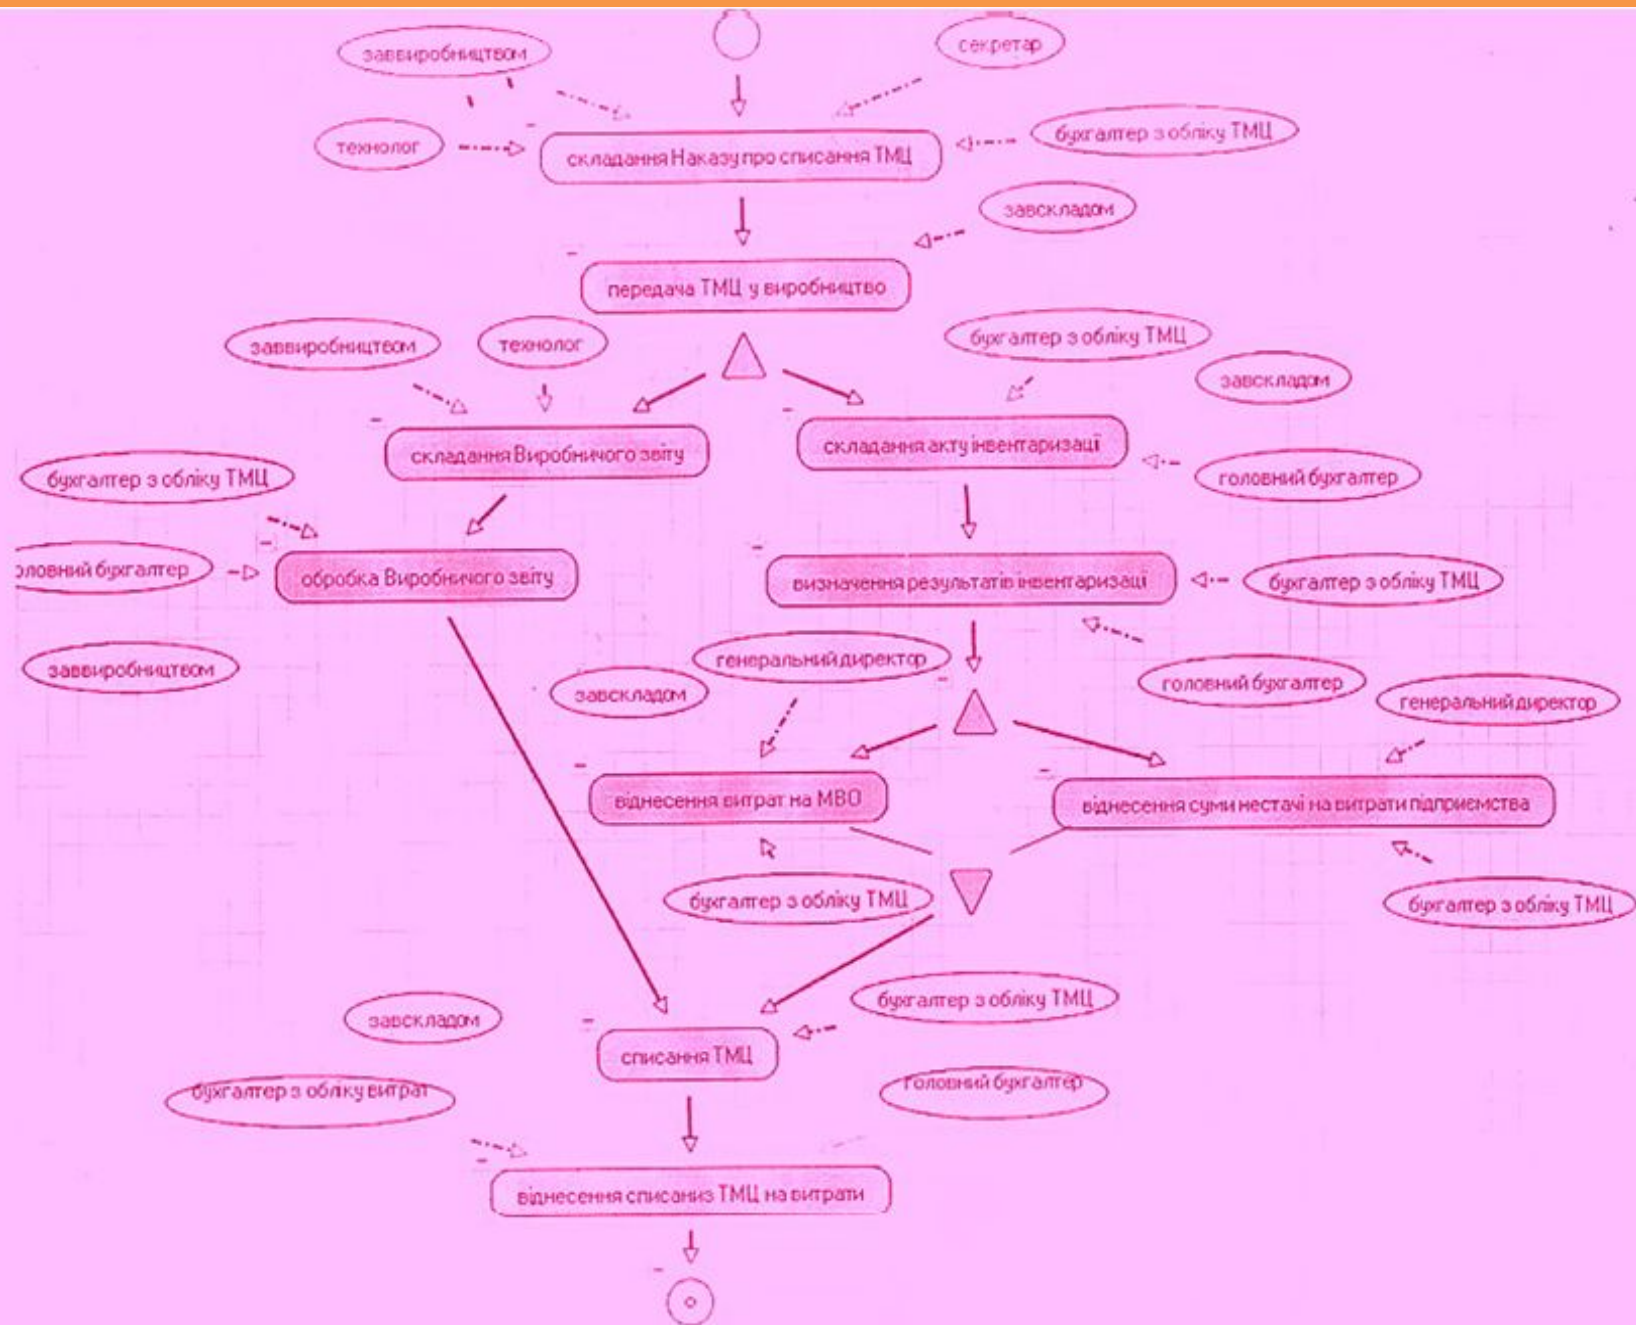 заввиробництвом
секретар
технолог
бухгалтер з обліку ТМЦ
складання Наказу про списання ТМЦ
завскладом
передача ТМЦ у виробництво
заввиробництвом
технолог
бухгалтер з обліку ТМЦ
завскладом
складання Виробничого звіту
складання акту інвентаризаці
бухгалтер з обліку ТМЦ
головний бухгалтер
оловний бухгалтер
обробка Виробничого звіту
визначення результатів інвентаризаці
бухгалтер з обліку ТМЦ
заввиробництвом
генеральний директор
завскладом
головний бухгалтер
генеральний директор
віднесення витрат на МВО
віднесення суми нестачі на витрати підприємства
бухгалтер з обліку ТМЦ
бухгалтер з обліку ТМЦ
завскладом
бухгалтер з обліку ТМЦ
списання ТМЦ
бухгалтер з обліку витрат
головний бухгалтер
віднесення списаниз ТМЦ на витрати